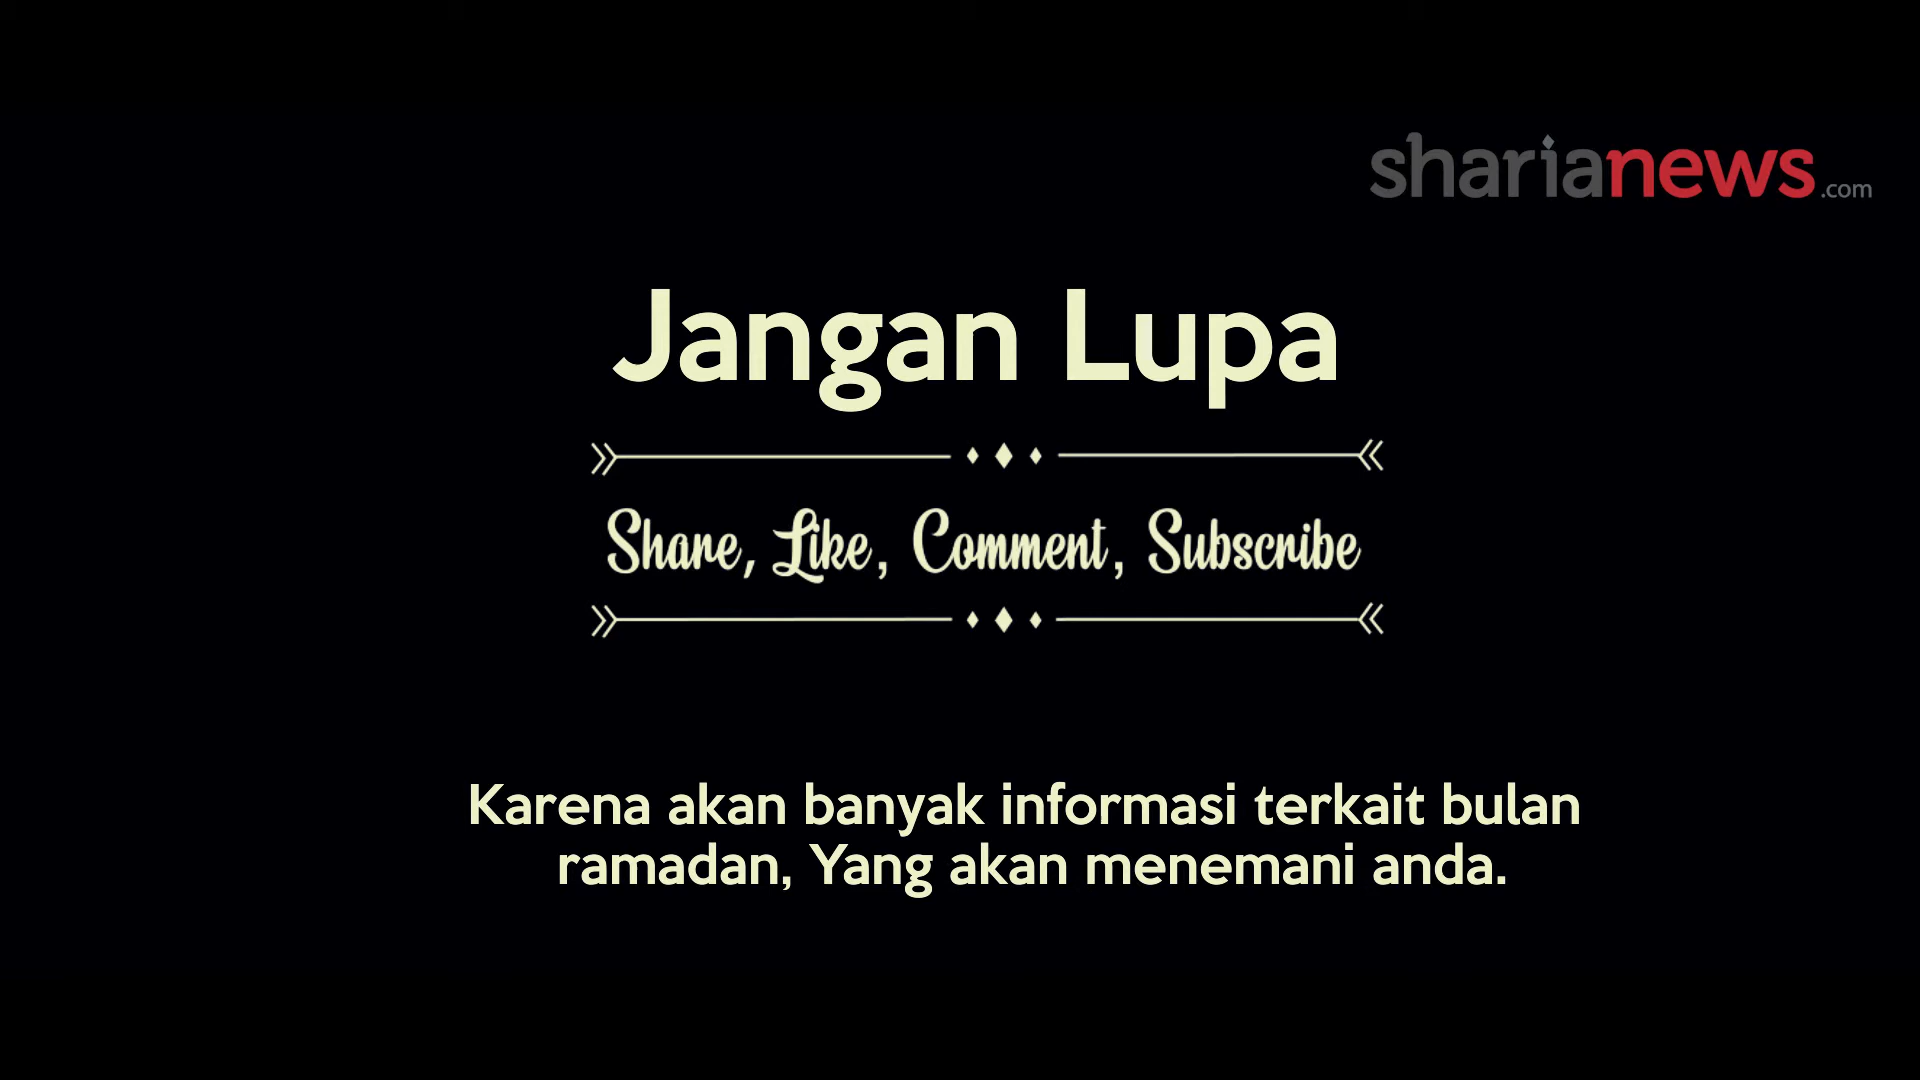 sharianews.com
Jangan Lupa
Share, Like, Comment, Subscribe
Karena akan banyak informasi terkait bulan
ramadan, Yang akan menemani anda.